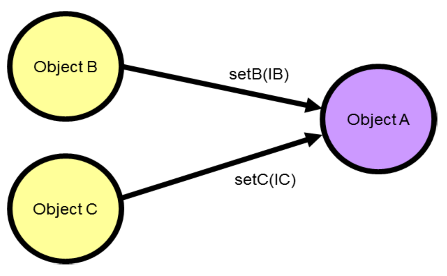 Object B
setB(IB)
Object A
setC(IC)
Object C